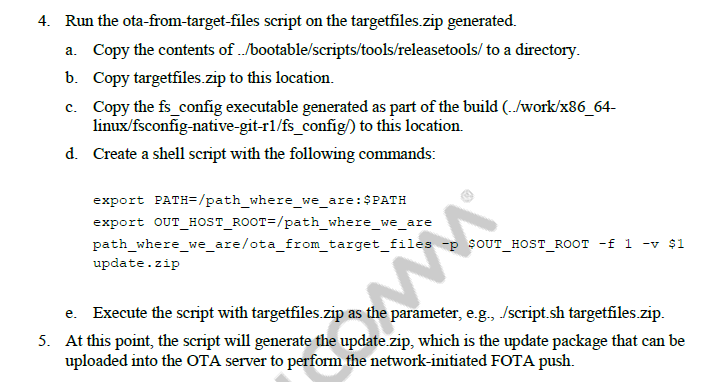 4. Run the ota-from-target-files script on the targetfiles.zip generated.
a. Copy the contents of ../bootable/scripts/tools/releasetools/ to a directory.
b. Copy targetfiles.zip to this location.
c. Copy the fs_config executable generated as part of the build (../work/x86_64-
linux/fsconfig-native-git-r1/fs_config/) to this location.
d. Create a shell script with the following commands:
export PATH=/path_where_we_are:$PATH
export OUT_HOST_ROOT=/path_where_we_are
path_where_we_are/ota_from_target_files -p $OUT_HOST_ROOT -f 1 -v $1
update.zip
e. Execute the script with targetfiles.zip as the parameter, e.g., ./script.sh targetfiles.zip.
5. At this point, the script will generate the update.zip, which is the update package that can be
uploaded into the OTA server to perform the network-initiated FOTA push.
COMM®